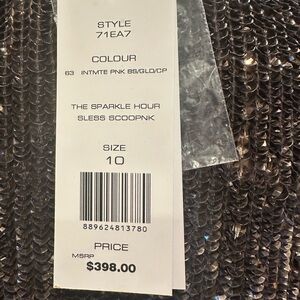 STYLE
71EA7
COLOUR
63 INTMTE PNK BS/GLD/CP
THE SPARKLE HOUR
SLESS SCOOPNK
SIZE
10
889624813780
PRICE
MSRP
$398.00